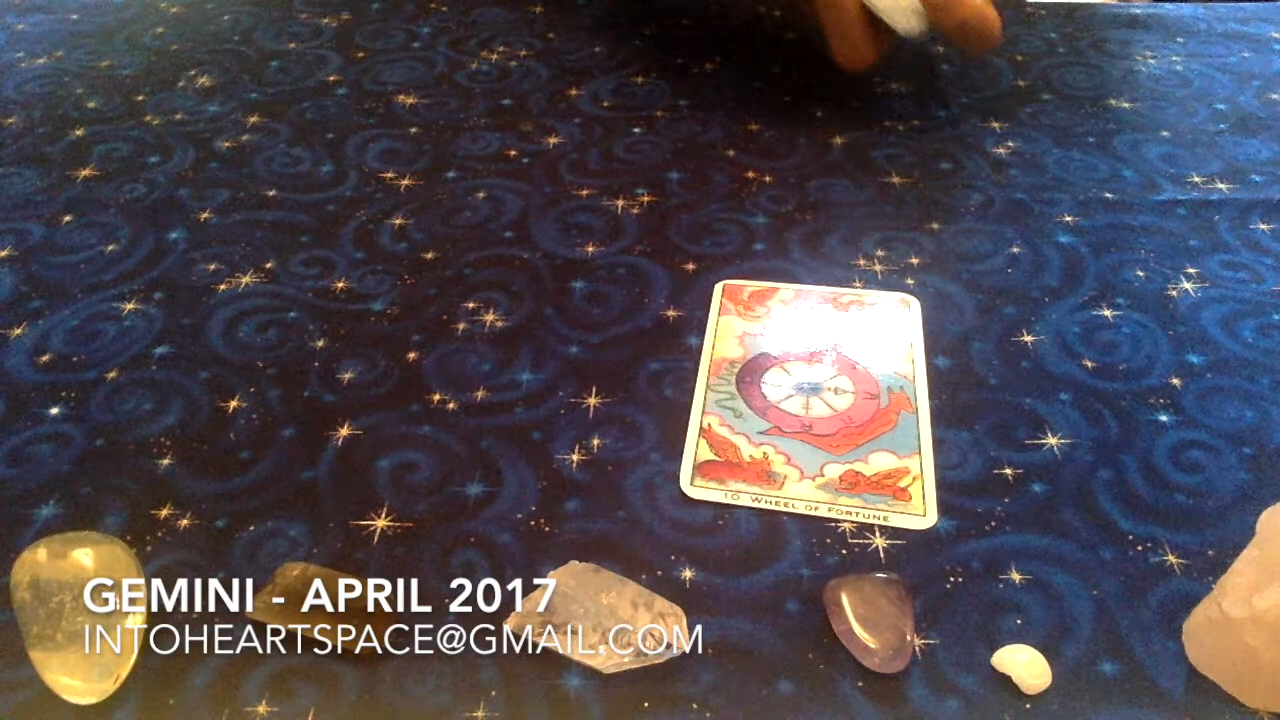 10 WHEEL OF FORTUNE
GEMINI - APRIL 2017
INTOHEARTSPACE@GMAIL.COM